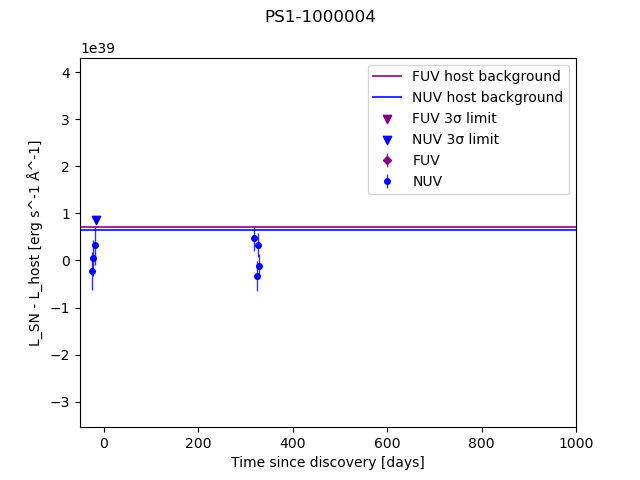 PS1-1000004
1e39
L_SN - L_host [erg s^-1 Å^-1]
4
3
2
1
0
−1
−2
−3
FUV host background
NUV host background
FUV 3σ limit
NUV 3σ limit
FUV
NUV
0 200 400 600 800 1000
Time since discovery [days]